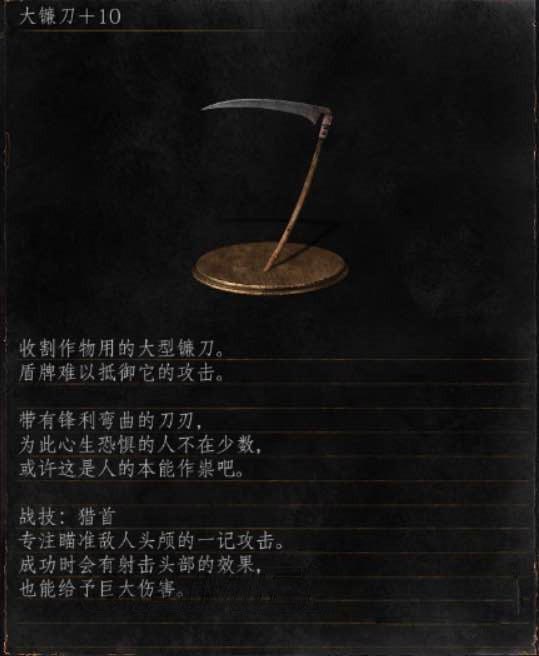 大镰刀+10
收割作物用的大型镰刀。
盾牌难以抵御它的攻击。
带有锋利弯曲的刀刃,
为此心生恐惧的人不在少数,
或许这是人的本能作祟吧。
战技：猎首
专注瞄准敌人头颅的一记攻击。
成功时会有射击头部的效果,
也能给予巨大伤害。